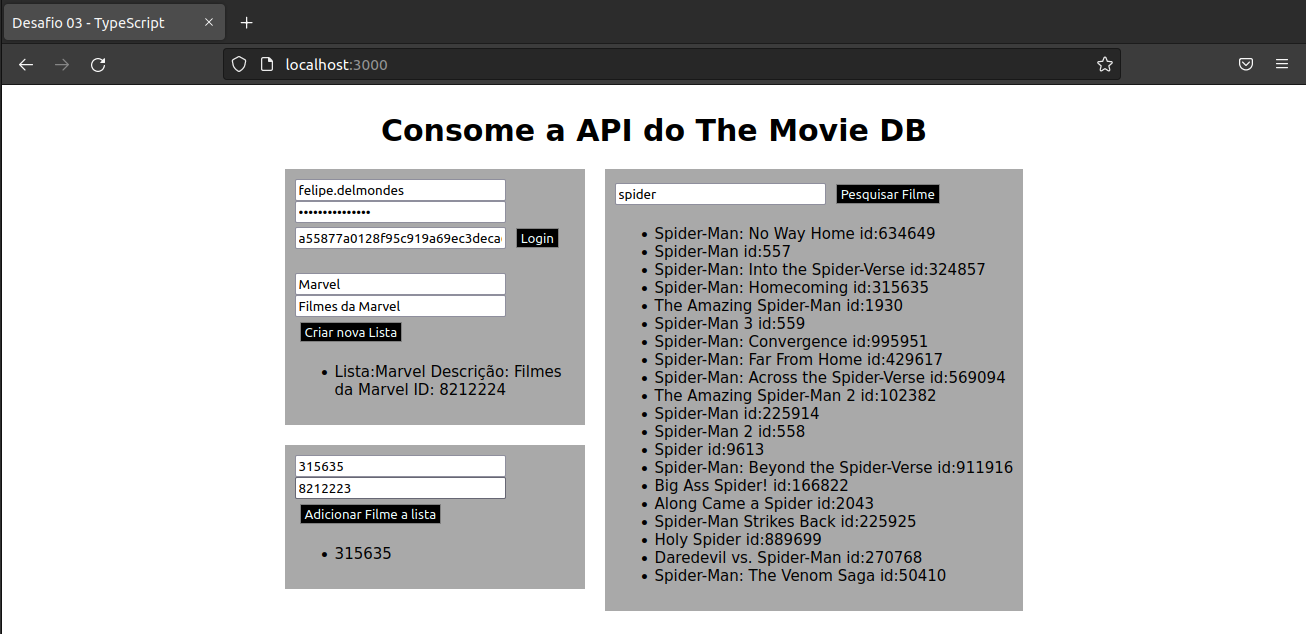 Desafio 03 - TypeScript
localhost:3000
Consome a API do The Movie DB
felipe.delmondes
•••••••••••••••
a55877a0128f95c919a69ec3deca
Login
Marvel
Filmes da Marvel
Criar nova Lista
Lista:Marvel Descrição: Filmes
da Marvel ID: 8212224
315635
8212223
Adicionar Filme a lista
315635
spider
Pesquisar Filme
Spider-Man: No Way Home id:634649
Spider-Man id:557
Spider-Man: Into the Spider-Verse id:324857
Spider-Man: Homecoming id:315635
The Amazing Spider-Man id:1930
Spider-Man 3 id:559
Spider-Man: Convergence id:995951
Spider-Man: Far From Home id:429617
Spider-Man: Across the Spider-Verse id:569094
The Amazing Spider-Man 2 id:102382
Spider-Man id:225914
Spider-Man 2 id:558
Spider id:9613
Spider-Man: Beyond the Spider-Verse id:911916
Big Ass Spider! id:166822
Along Came a Spider id:2043
Spider-Man Strikes Back id:225925
Holy Spider id:889699
Daredevil vs. Spider-Man id:270768
Spider-Man: The Venom Saga id:50410